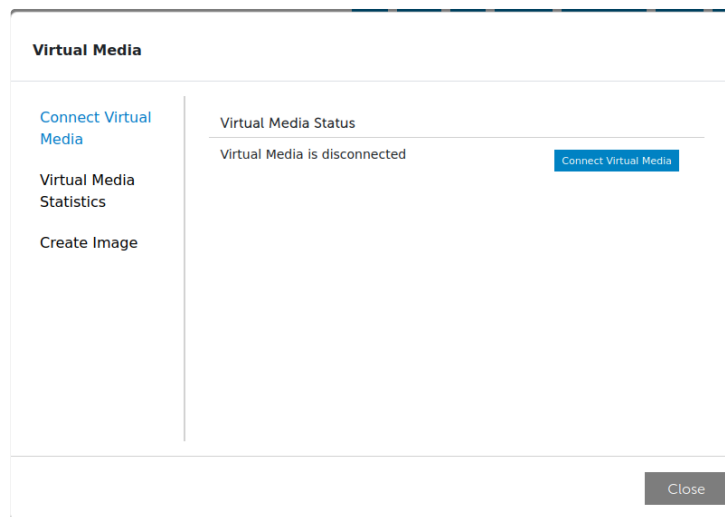 Virtual Media
Connect Virtual
Media
Virtual Media
Statistics
Create Image
Virtual Media Status
Virtual Media is disconnected
Connect Virtual Media
Close